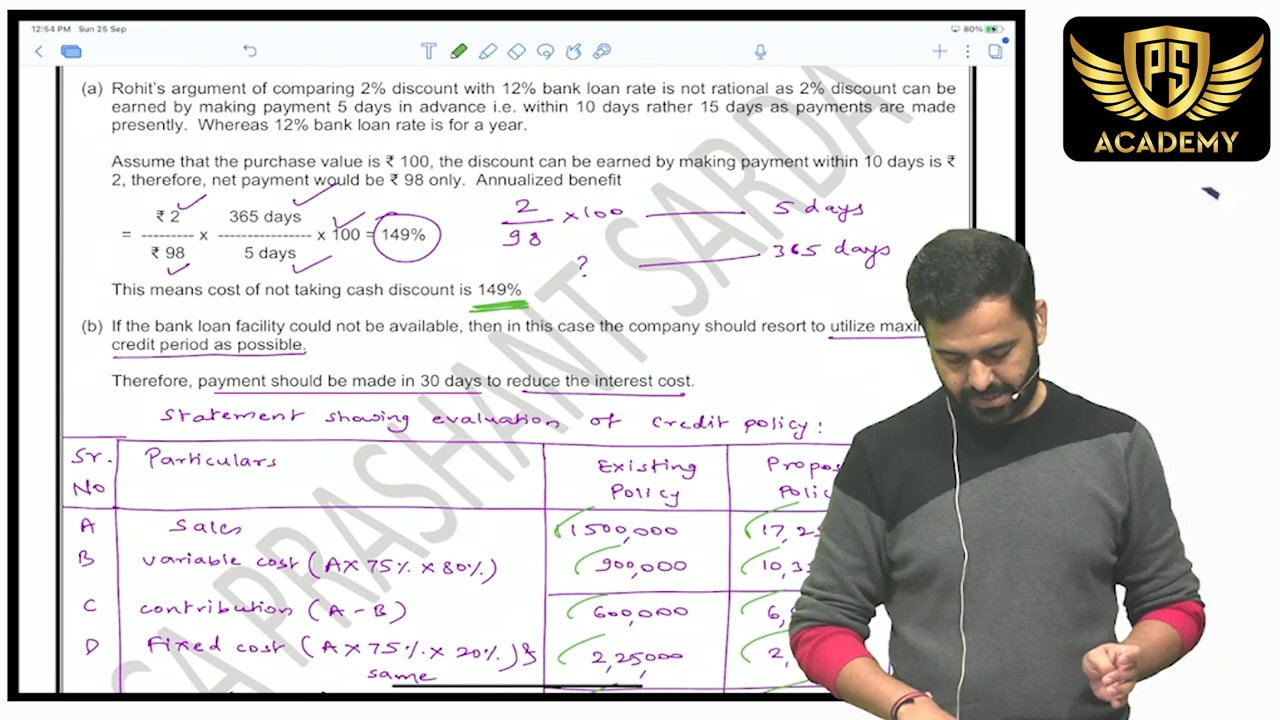 12:54 PM Sun 25 Sep
80%
PS
ACADEMY
(a) Rohit's argument of comparing 2% discount with 12% bank loan rate is not rational as 2% discount can be
earned by making payment 5 days in advance i.e. within 10 days rather 15 days as payments are made
presently. Whereas 12% bank loan rate is for a year.
Assume that the purchase value is ₹ 100, the discount can be earned by making payment within 10 days is ₹
2, therefore, net payment would be ₹ 98 only. Annualized benefit
= ₹ 2 / ₹ 98 x 365 days / 5 days x 100 = 149%
2/98 x100 5 days
? 365 days
This means cost of not taking cash discount is 149%
(b) If the bank loan facility could not be available, then in this case the company should resort to utilize
credit period as possible.
Therefore, payment should be made in 30 days to reduce the interest cost.
Statement showing evaluation of credit policy:
Sr. No Particulars Existing Policy
A Sales 1500,000
B variable cost (A x 75% x 80%) 900,000
C contribution (A - B) 600,000
D Fixed cost (A x 75% x 20%) } same 2,25000
CA PRASHANT SARDA